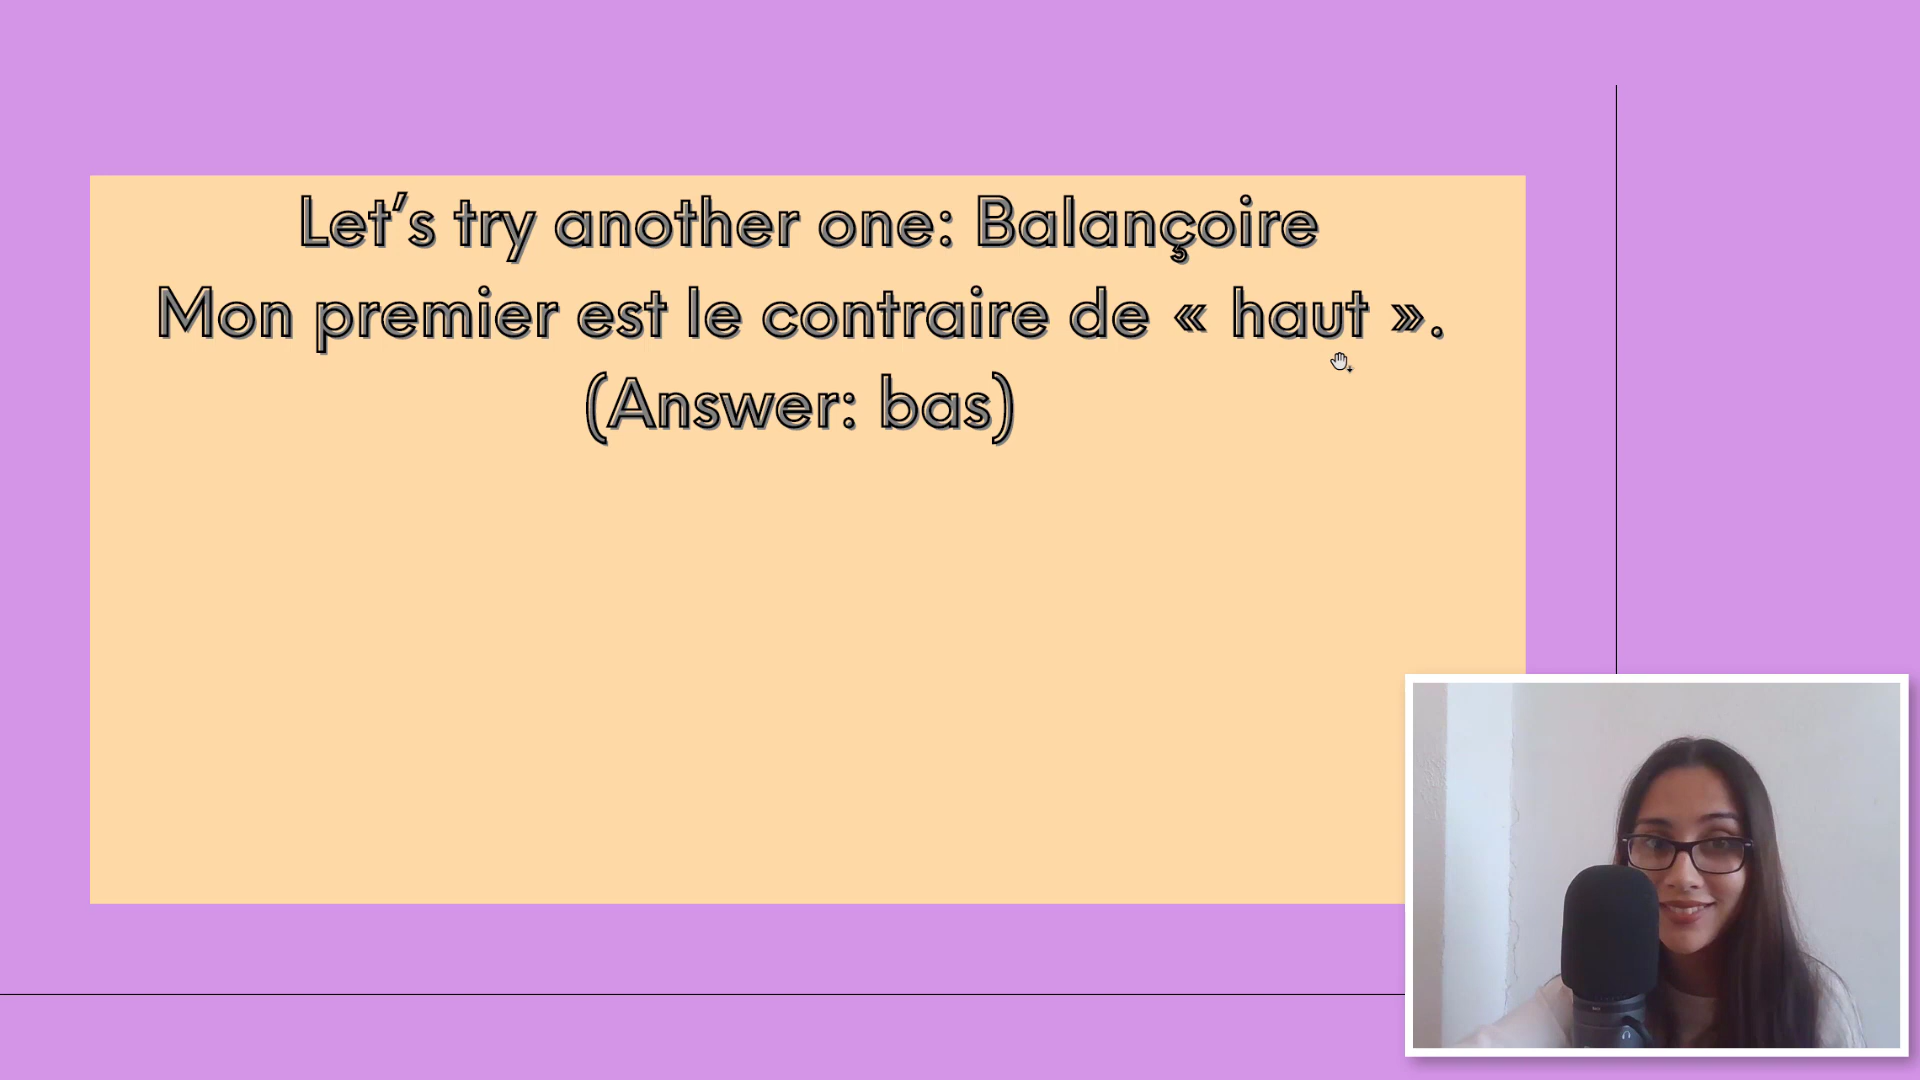 Let’s try another one: Balançoire
Mon premier est le contraire de « haut ».
(Answer: bas)